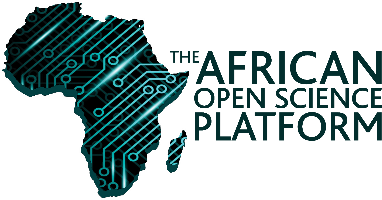 THE AFRICAN
OPEN SCIENCE
PLATFORM